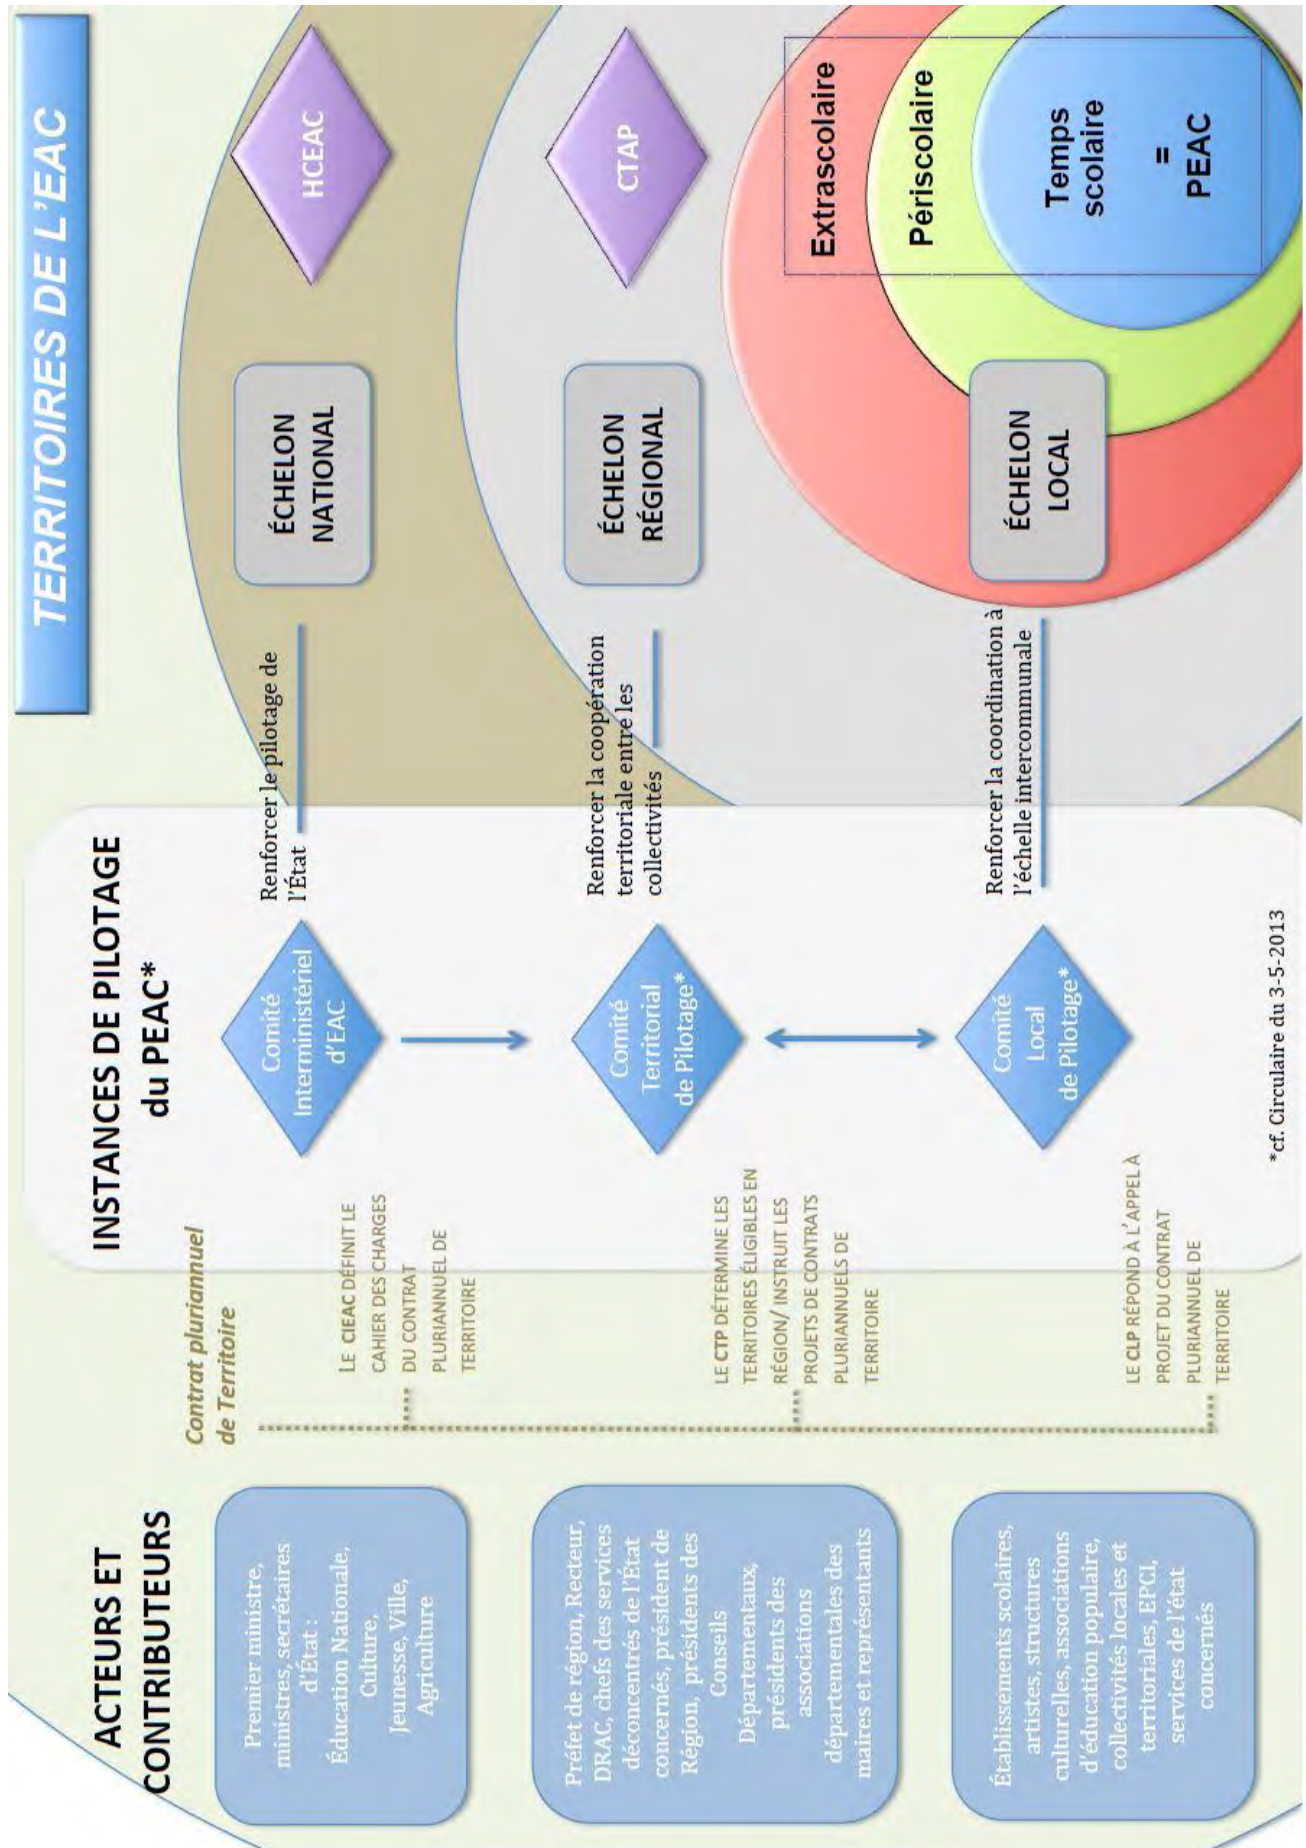 TERRITOIRES DE L'EAC
ACTEURS ET
CONTRIBUTEURS
Premier ministre,
ministres, secrétaires
d'État :
Éducation Nationale,
Culture,
Jeunesse, Ville,
Agriculture
Préfet de région, Recteur,
DRAC, chefs des services
déconcentrés de l'État
concernés, président de
Région, présidents des
Conseils
Départementaux,
présidents des
associations
départementales des
maires et représentants
Établissements scolaires,
artistes, structures
culturelles, associations
d'éducation populaire,
collectivités locales et
territoriales, EPCI,
services de l'état
concernés
Contrat pluriannuel
de Territoire
LE CIEAC DÉFINIT LE
CAHIER DES CHARGES
DU CONTRAT
PLURIANNUEL DE
TERRITOIRE
LE CTP DÉTERMINE LES
TERRITOIRES ÉLIGIBLES EN
RÉGION/ INSTRUIT LES
PROJETS DE CONTRATS
PLURIANNUELS DE
TERRITOIRE
LE CLP RÉPOND À L'APPEL À
PROJET DU CONTRAT
PLURIANNUEL DE
TERRITOIRE
INSTANCES DE PILOTAGE
du PEAC*
Comité
Interministériel
d'EAC
Comité
Territorial
de Pilotage*
Comité
Local
de Pilotage*
*cf. Circulaire du 3-5-2013
Renforcer le pilotage de
l'État
Renforcer la coopération
territoriale entre les
collectivités
Renforcer la coordination à
l'échelle intercommunale
ÉCHELON
NATIONAL
ÉCHELON
RÉGIONAL
ÉCHELON
LOCAL
HCEAC
CTAP
Extrascolaire
Périscolaire
Temps
scolaire
=
PEAC